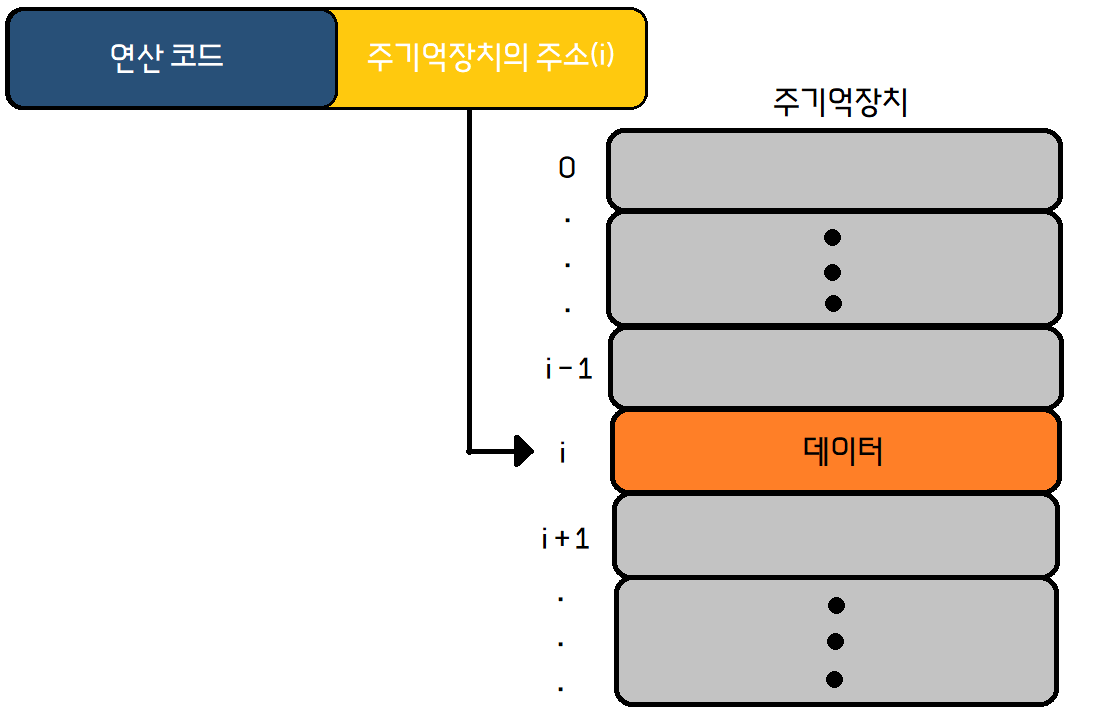 연산 코드
주기억장치의 주소(i)
주기억장치
0
.
.
.
i-1
i
데이터
i+1
.
.
.